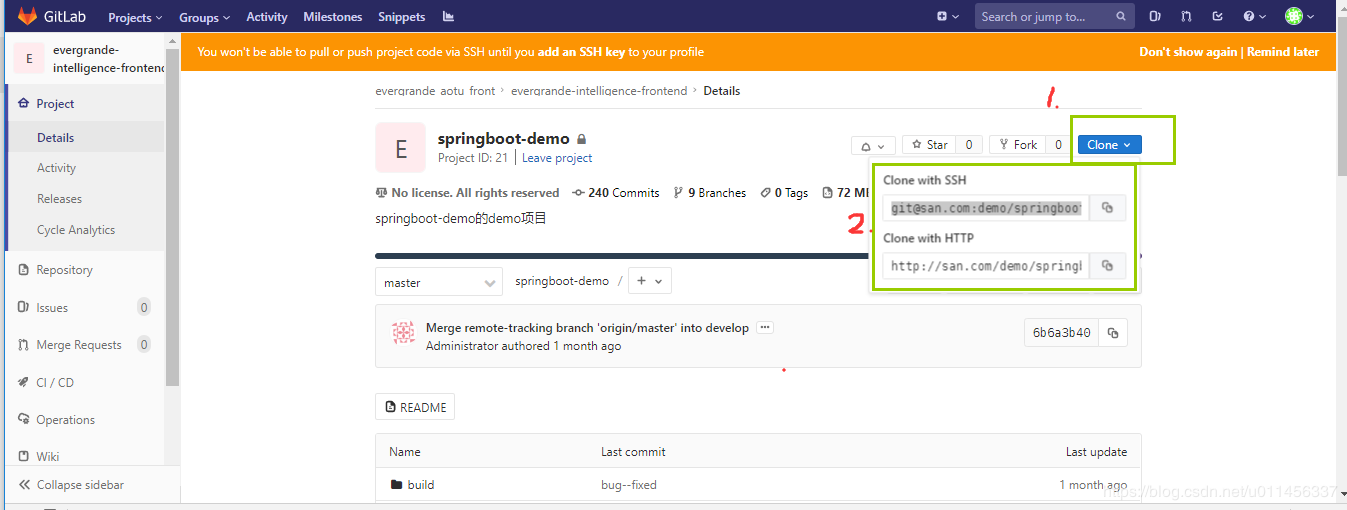 GitLab Projects Groups Activity Milestones Snippets Search or jump to...
E evergrande-
intelligence-frontend
You won't be able to pull or push project code via SSH until you add an SSH key to your profile Don't show again | Remind later
evergrande_aotu_front > evergrande-intelligence-frontend > Details
1.
Project
Details
Activity
Releases
Cycle Analytics
Repository
Issues 0
Merge Requests 0
CI / CD
Operations
Wiki
Collapse sidebar
E
springboot-demo
Project ID: 21 | Leave project
Star 0 Fork 0 Clone
No license. All rights reserved 240 Commits 9 Branches 0 Tags 72
springboot-demo的demo项目
2.
Clone with SSH
git@san.com:demo/springboot
Clone with HTTP
http://san.com/demo/spring
master springboot-demo / +
Merge remote-tracking branch 'origin/master' into develop ···
Administrator authored 1 month ago
6b6a3b40
README
Name Last commit Last update
build bug--fixed 1 month ago
https://blog.csdn.net/u011456337